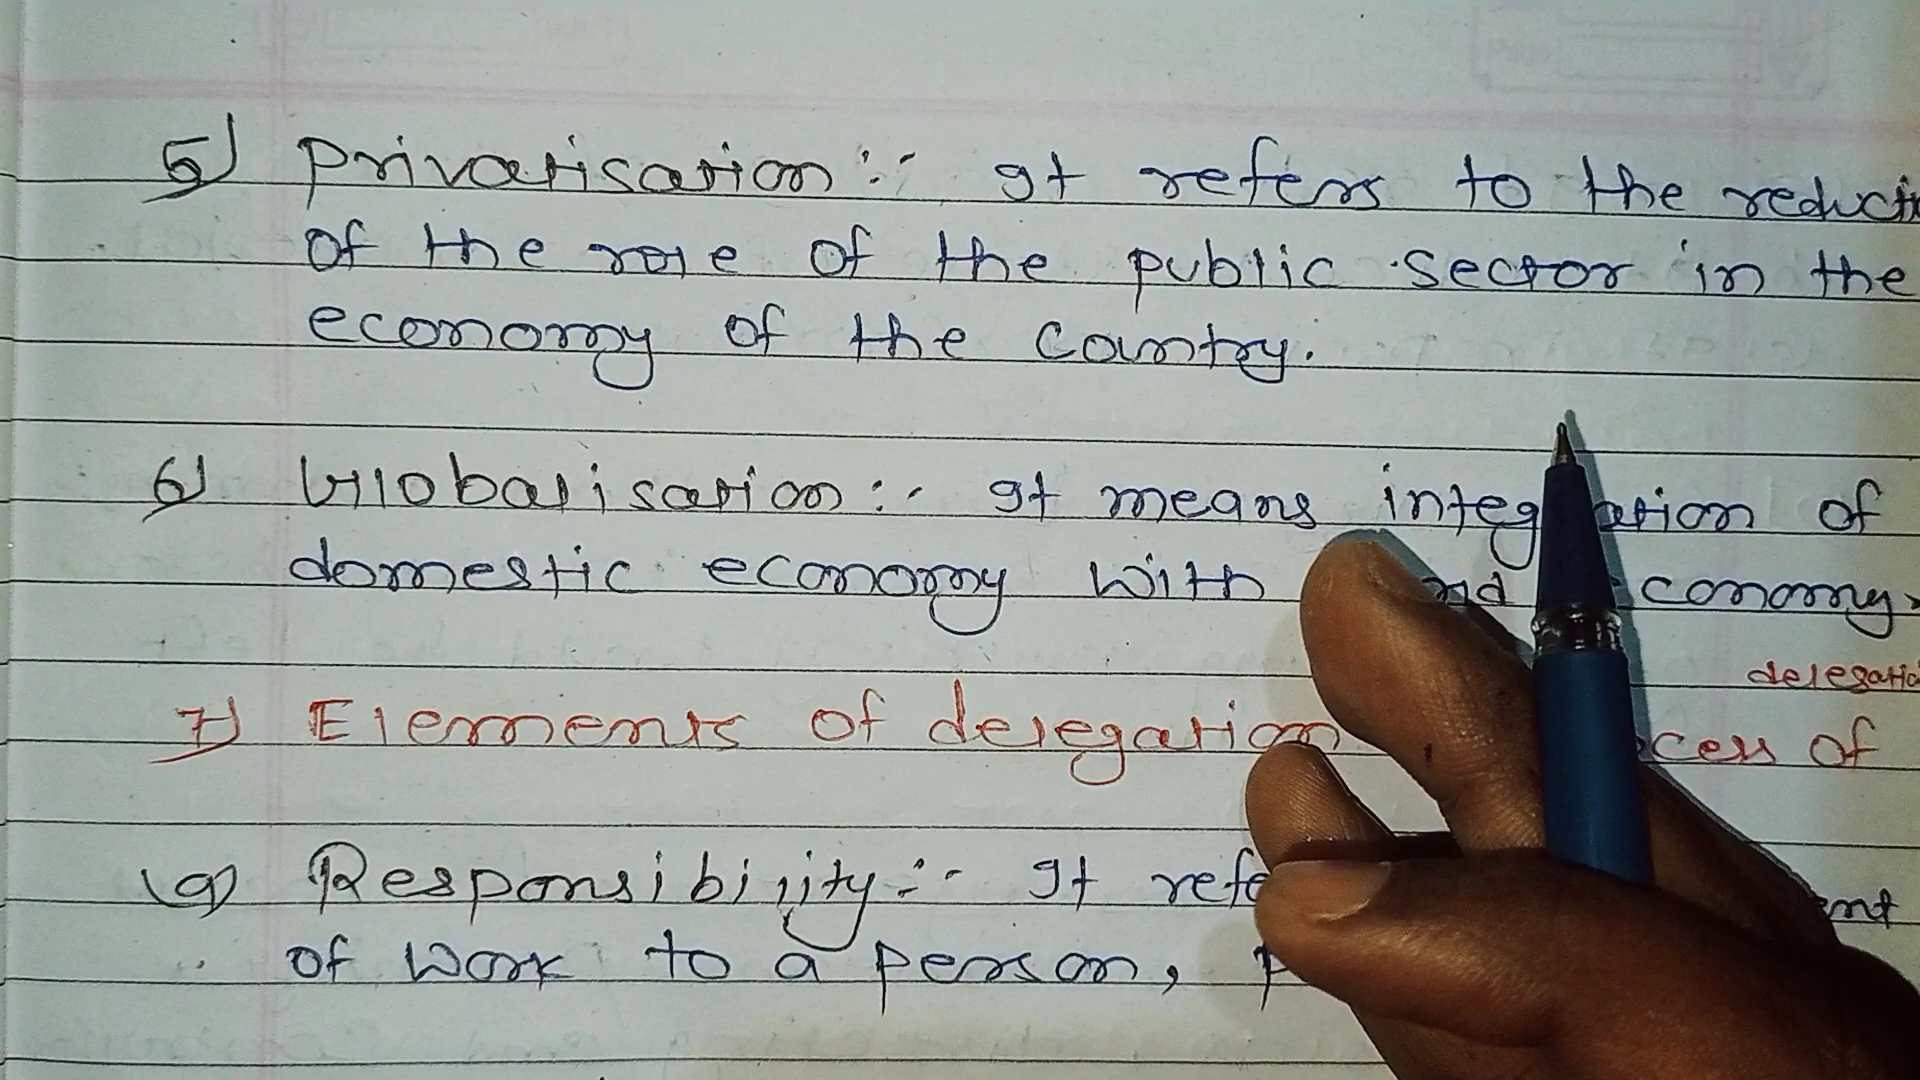 5) Privatisation:- It refers to the reducti
of the role of the public sector in the
economy of the country.
6) Globalisation:- It means integ ation of
domestic economy with conomy.
delegatio
7) Elements of delegation cess of
(a) Responsibility:- It refe ent
of work to a person,